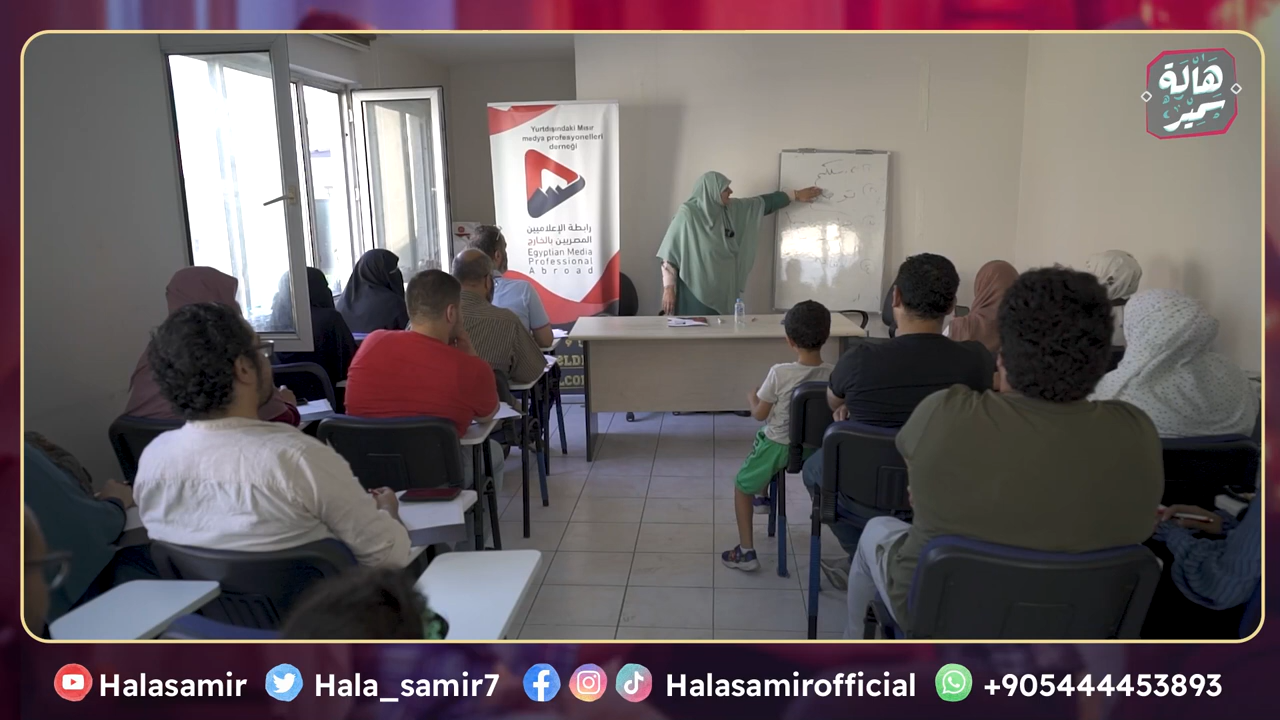 هالة
سمير
Yurtdışındaki Mısır
medya profesyonelleri
derneği
رابطة الإعلاميين
المصريين بالخارج
Egyptian Media
Professional
Abroad
Halasamir
Hala_samir7
Halasamirofficial
+905444453893